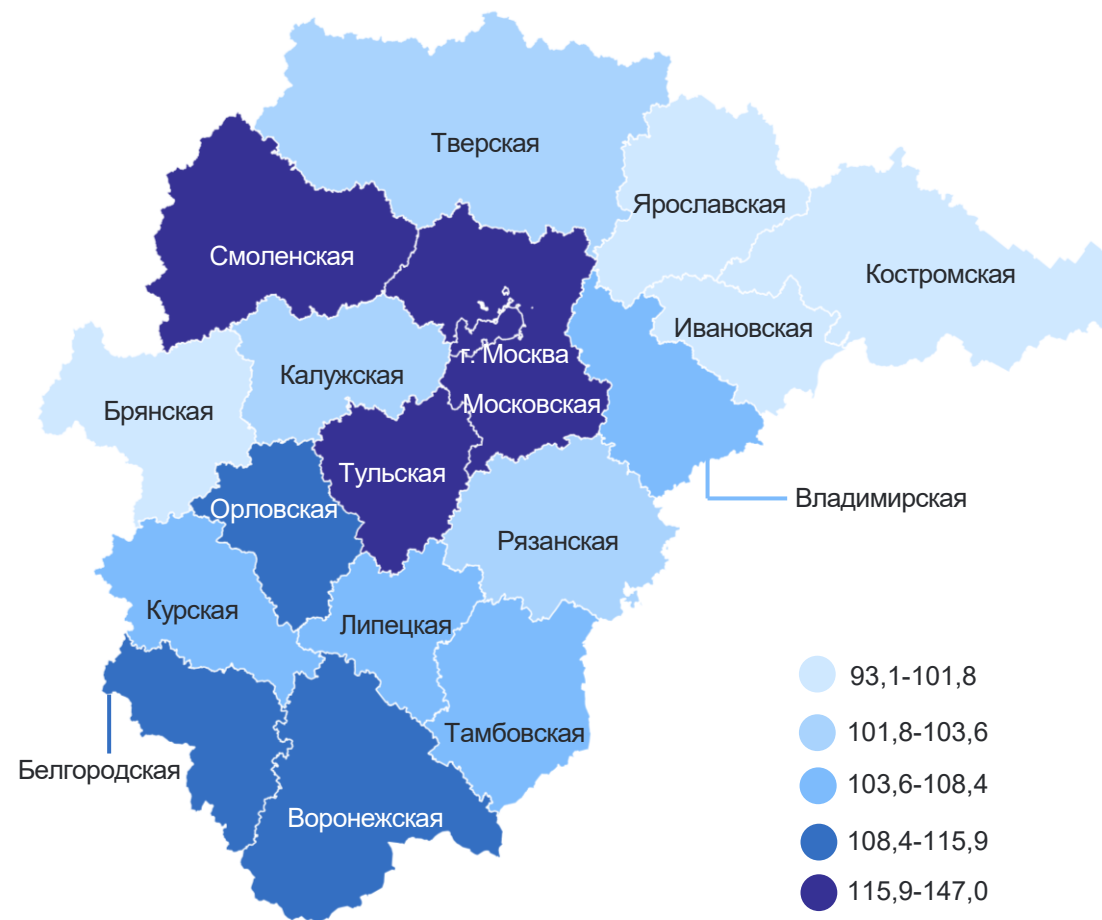 Тверская
Ярославская
Смоленская
Костромская
Ивановская
г. Москва
Калужская
Московская
Брянская
Тульская
Владимирская
Орловская
Рязанская
Курская
Липецкая
Тамбовская
Белгородская
Воронежская
93,1-101,8
101,8-103,6
103,6-108,4
108,4-115,9
115,9-147,0